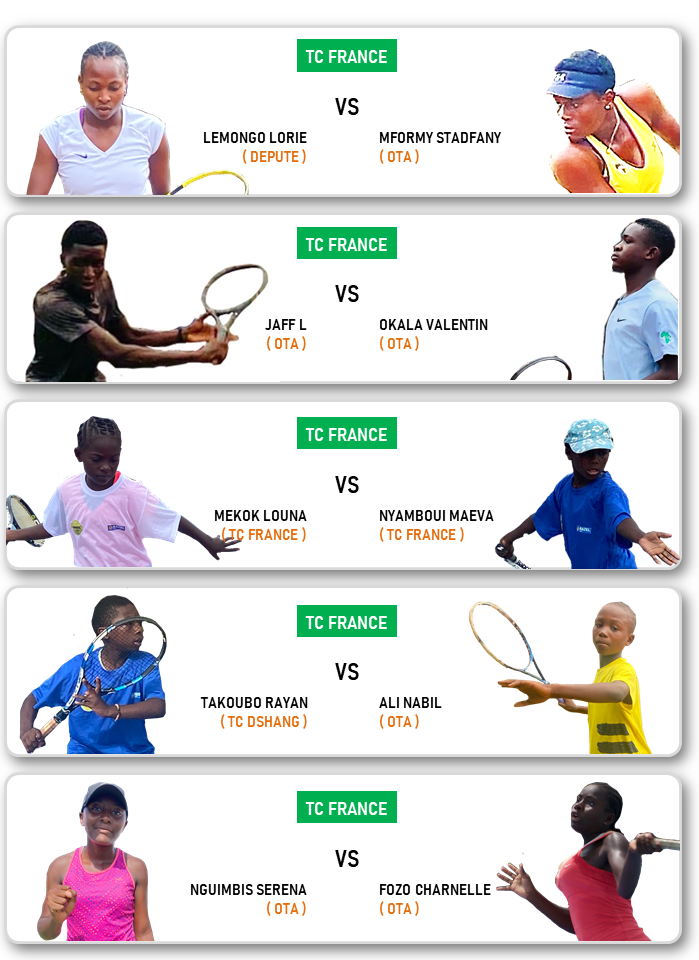 TC FRANCE
VS
LEMONGO LORIE
( DEPUTE )
MFORMY STADFANY
( OTA )
TC FRANCE
VS
JAFF L
( OTA )
OKALA VALENTIN
( OTA )
TC FRANCE
VS
MEKOK LOUNA
( TC FRANCE )
NYAMBOUI MAEVA
( TC FRANCE )
TC FRANCE
VS
TAKOUBO RAYAN
( TC DSHANG )
ALI NABIL
( OTA )
TC FRANCE
VS
NGUIMBIS SERENA
( OTA )
FOZO CHARNELLE
( OTA )